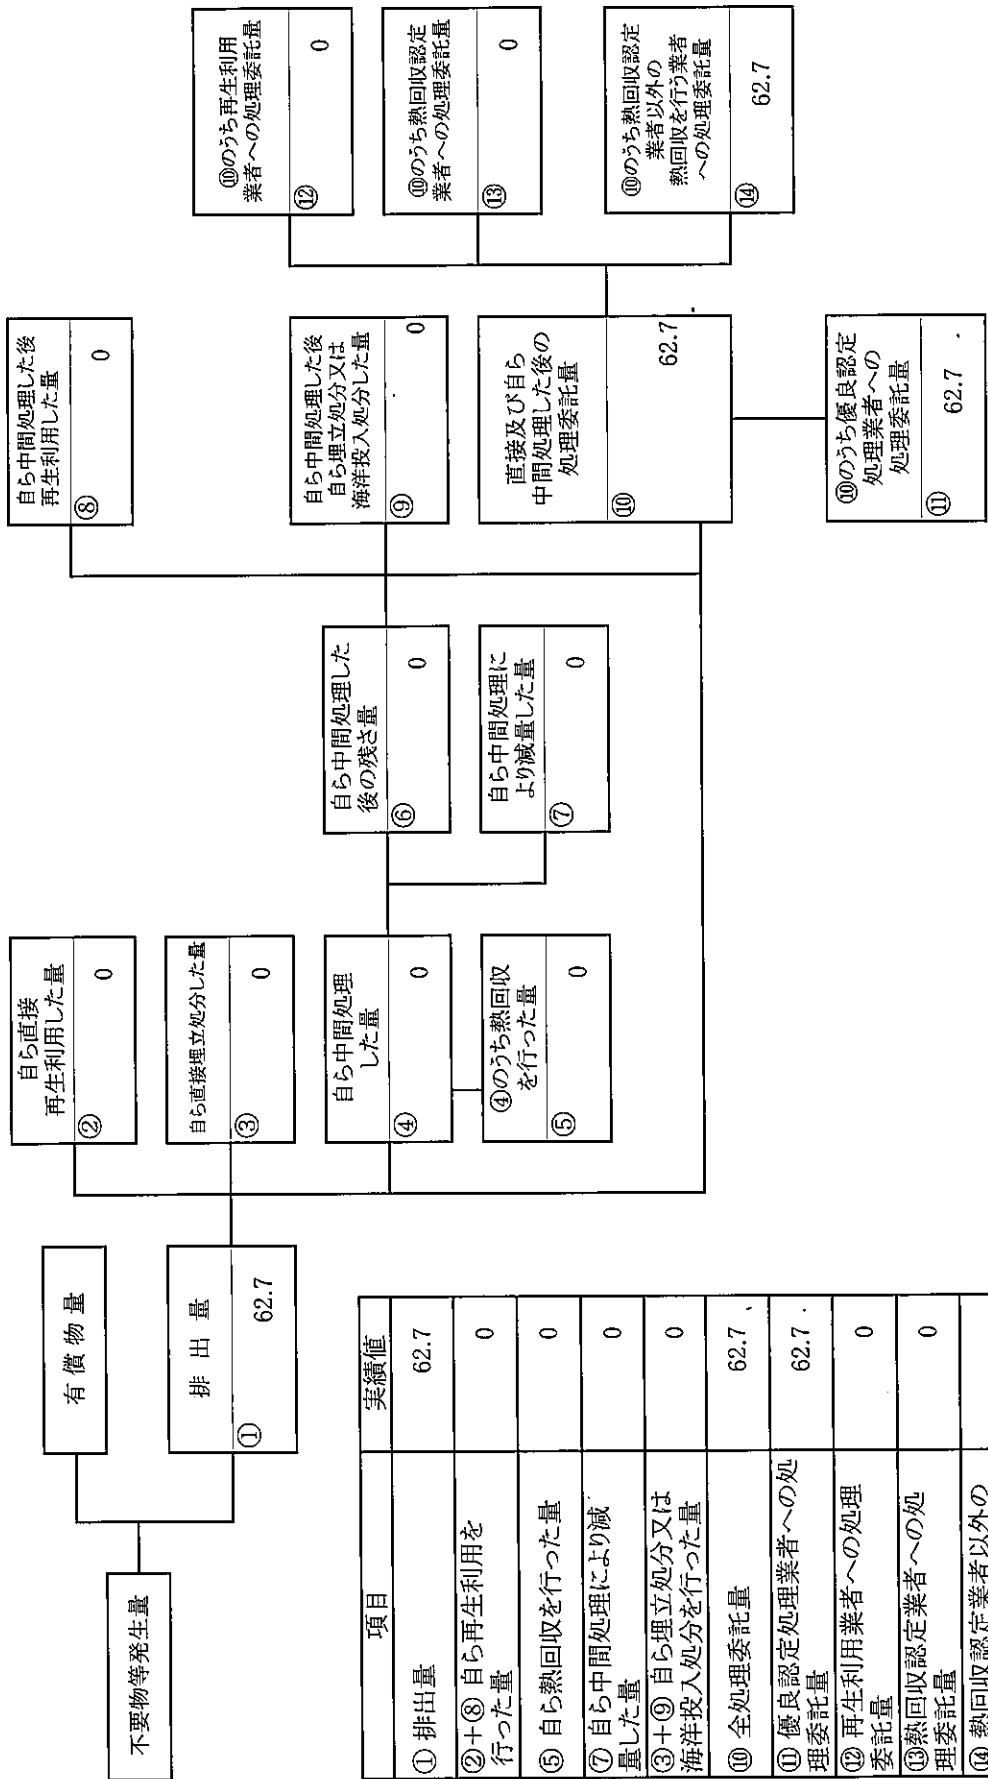 不要物等発生量
有償物量
排出量
①
62.7
自ら直接
再生利用した量
②
0
自ら直接埋立処分した量
③
0
自ら中間処理
した量
④
0
④のうち熱回収
を行った量
⑤
0
自ら中間処理した
後の残さ量
⑥
0
自ら中間処理に
より減量した量
⑦
0
自ら中間処理した後
再生利用した量
⑧
0
自ら中間処理した後
自ら埋立処分又は
海洋投入処分した量
⑨
0
直接及び自ら
中間処理した後の
処理委託量
⑩
62.7
⑩のうち優良認定
処理業者への
処理委託量
⑪
62.7
⑩のうち再生利用
業者への処理委託量
⑫
0
⑩のうち熱回収認定
業者への処理委託量
⑬
0
⑩のうち熱回収認定
業者以外の
熱回収を行う業者
への処理委託量
⑭
62.7
項目 実績値
① 排出量 62.7
②+⑧ 自ら再生利用を
行った量 0
⑤ 自ら熱回収を行った量 0
⑦ 自ら中間処理により減
量した量 0
③+⑨ 自ら埋立処分又は
海洋投入処分を行った量 0
⑩ 全処理委託量 62.7
⑪ 優良認定処理業者への処
理委託量 62.7
⑫ 再生利用業者への処理
委託量 0
⑬熱回収認定業者への処
理委託量 0
⑭ 熱回収認定業者以外の